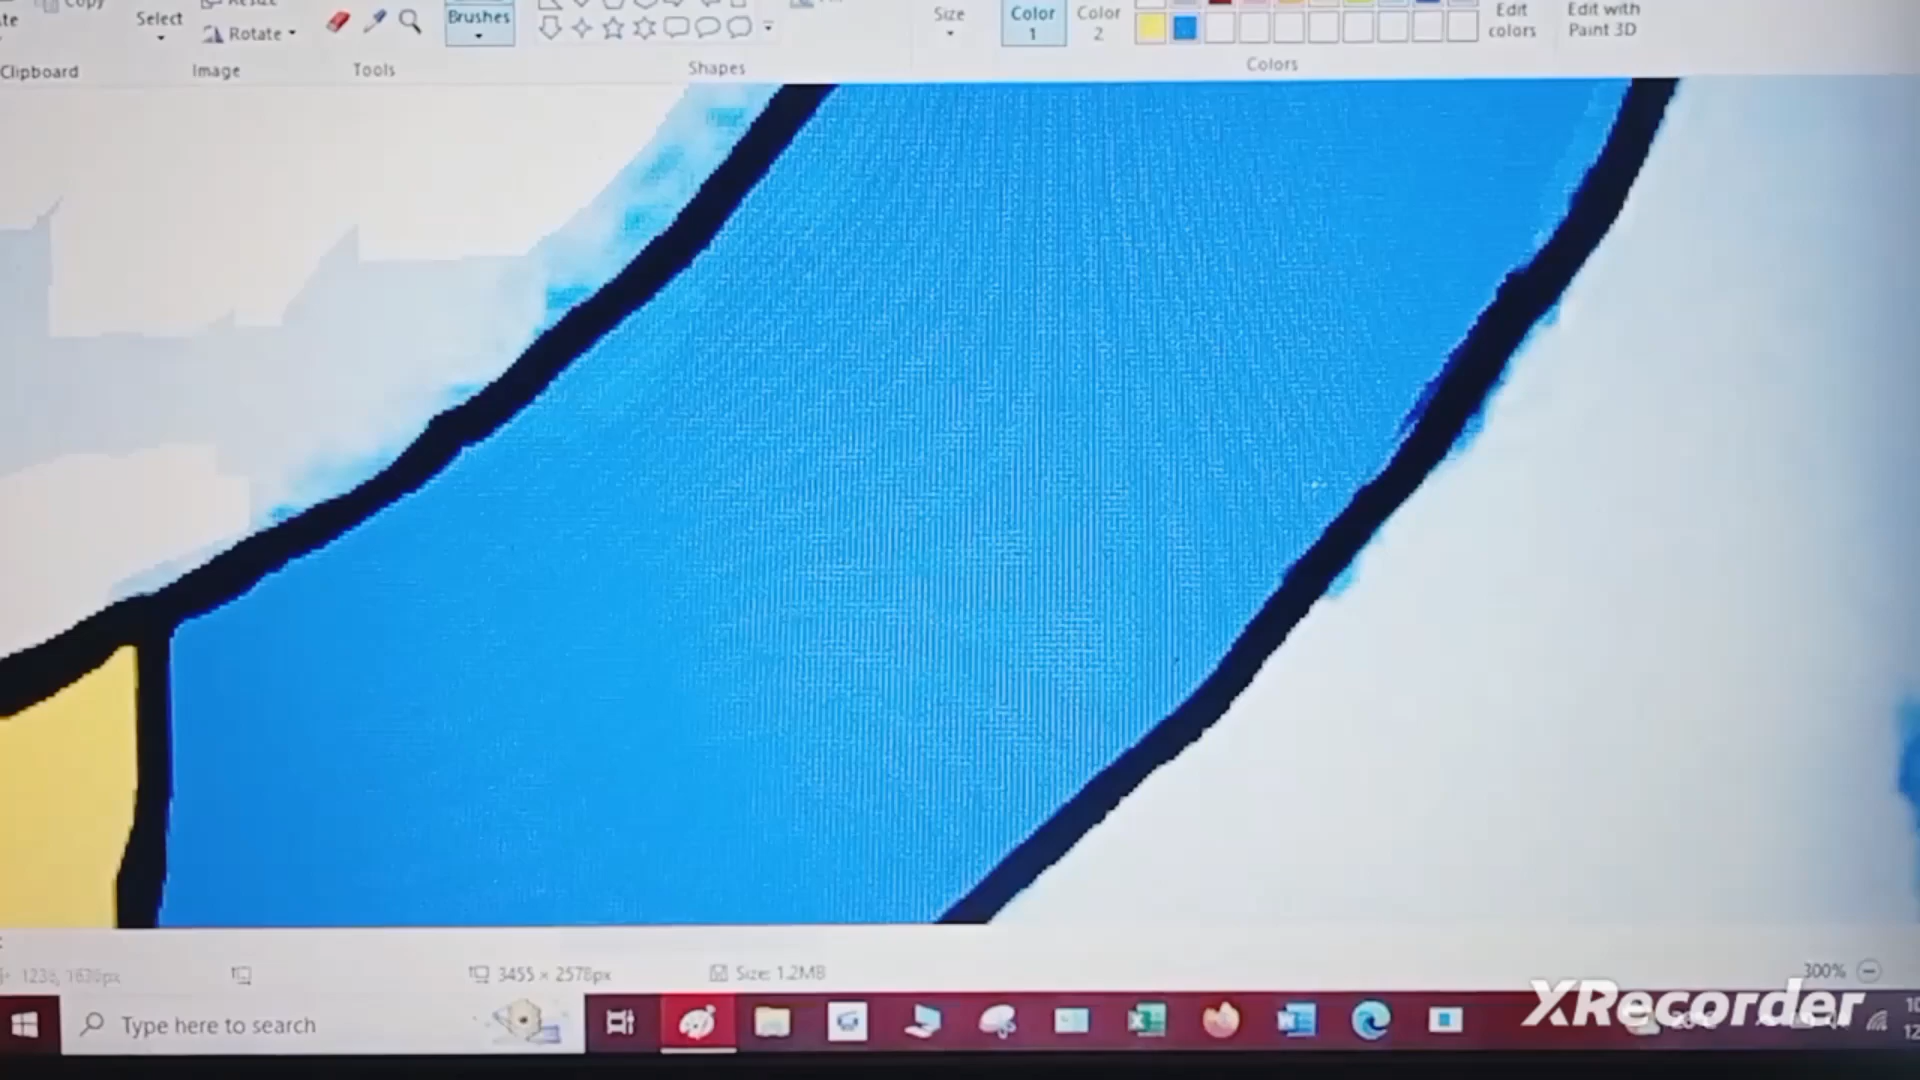 Copy
Select
Rotate
Brushes
Size
Color
1
Color
2
Edit
colors
Edit with
Paint 3D
Clipboard
Image
Tools
Shapes
Colors
3455 × 2578px
Size: 1.2MB
300%
Type here to search
XRecorder